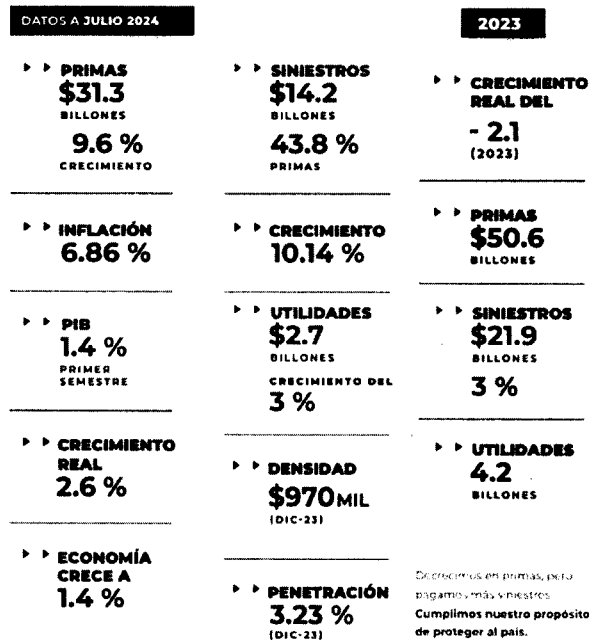 DATOS A JULIO 2024
PRIMAS
$31.3
BILLONES
9.6 %
CRECIMIENTO
INFLACIÓN
6.86 %
PIB
1.4 %
PRIMER
SEMESTRE
CRECIMIENTO
REAL
2.6 %
ECONOMÍA
CRECE A
1.4 %
SINIESTROS
$14.2
BILLONES
43.8 %
PRIMAS
CRECIMIENTO
10.14 %
UTILIDADES
$2.7
BILLONES
CRECIMIENTO DEL
3 %
DENSIDAD
$970 MIL
(DIC-23)
PENETRACIÓN
3.23 %
(DIC-23)
2023
CRECIMIENTO
REAL DEL
- 2.1
(2023)
PRIMAS
$50.6
BILLONES
SINIESTROS
$21.9
BILLONES
3 %
UTILIDADES
4.2
BILLONES
Decrecimos en primas, pero
pagamos más siniestros
Cumplimos nuestro propósito
de proteger al país.